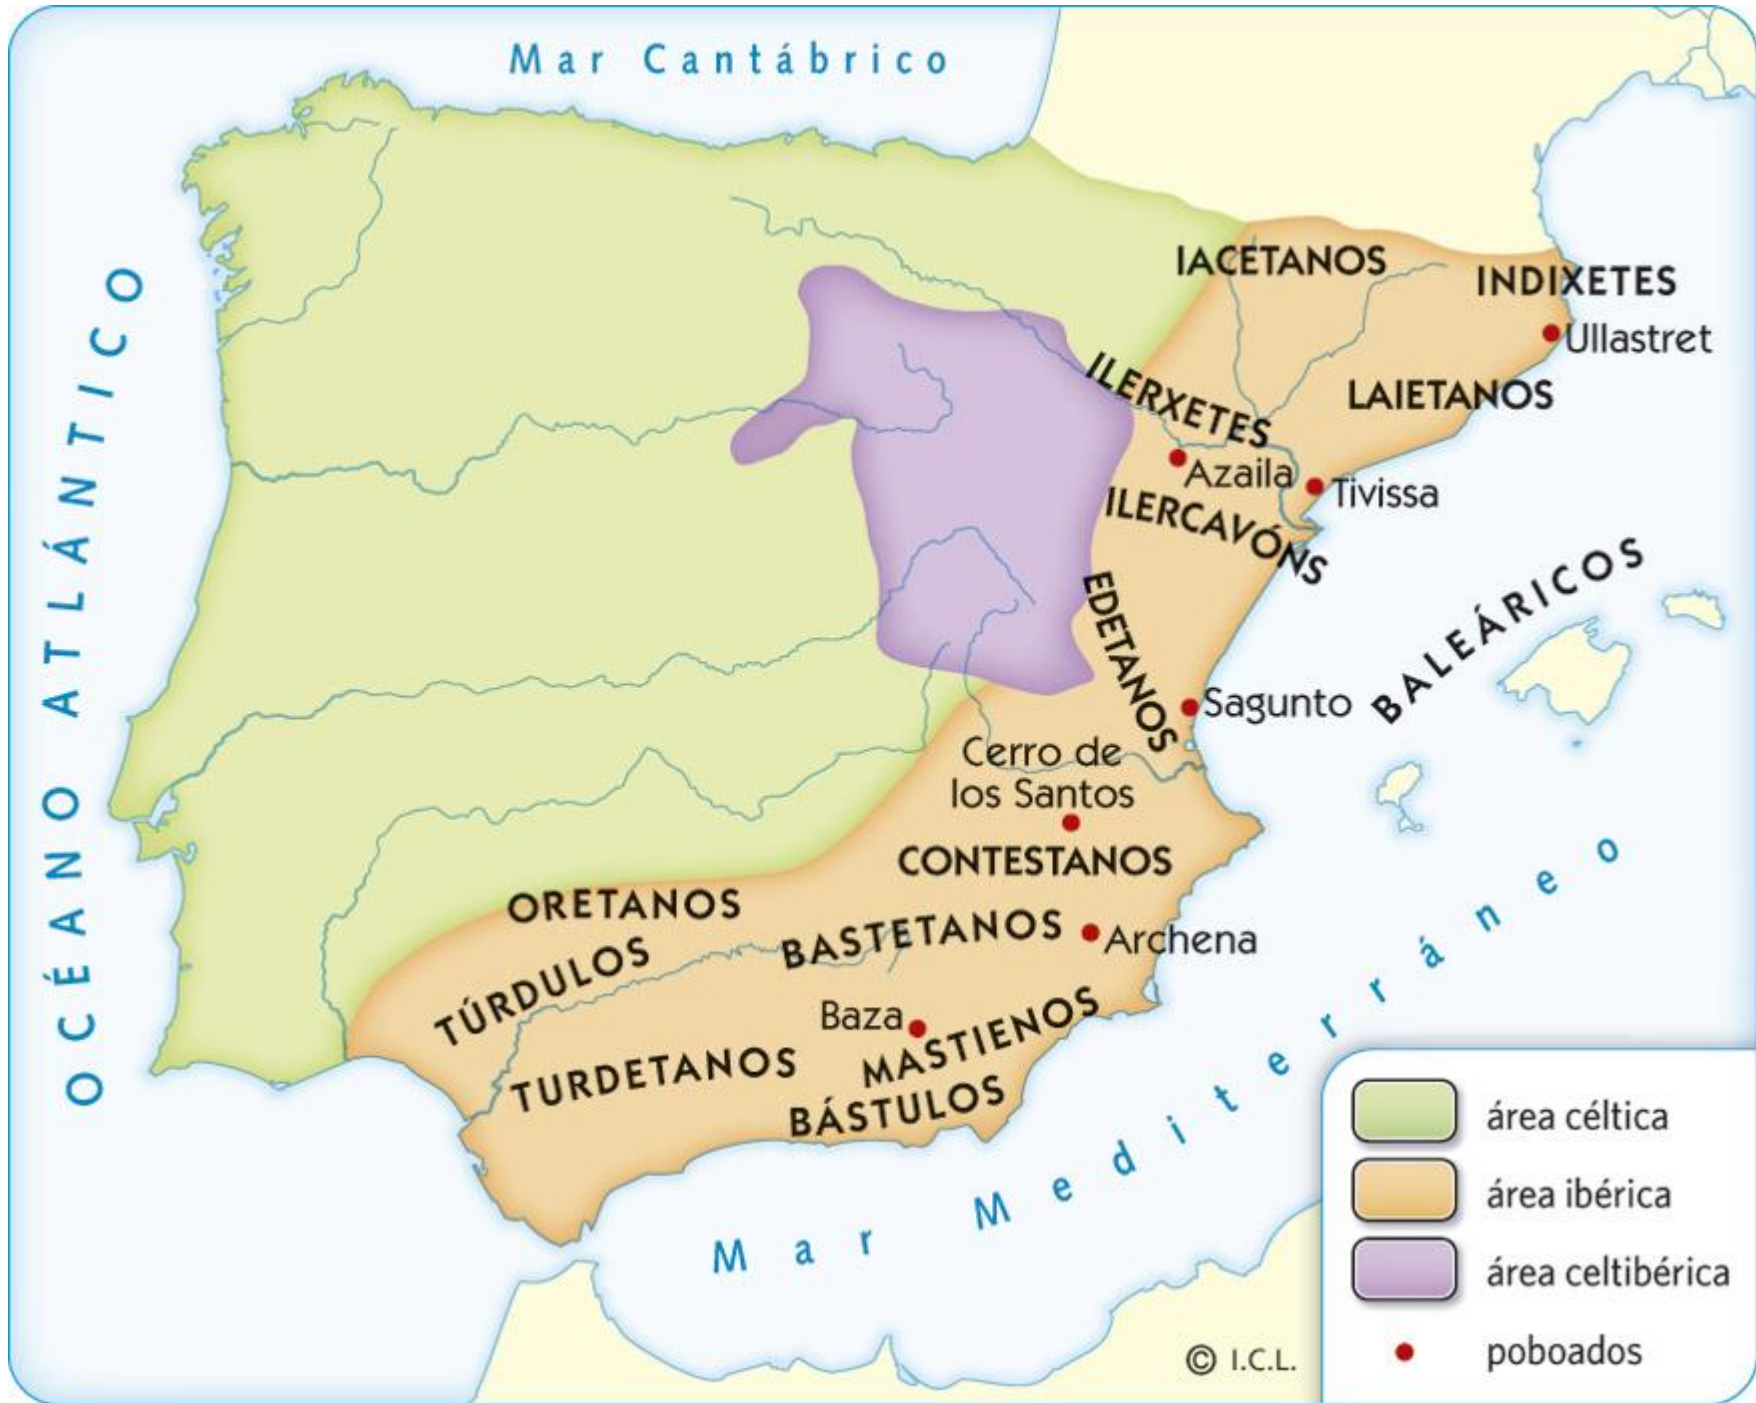 Mar Cantábrico
OCÉANO ATLÁNTICO
IACETANOS
INDIXETES
Ullastret
ILERXETES
LAIETANOS
Azaila
Tivissa
ILERCAVÓNS
EDETANOS
BALEÁRICOS
Sagunto
Cerro de
los Santos
CONTESTANOS
ORETANOS
BASTETANOS
Archena
TÚRDULOS
Baza
MASTIENOS
TURDETANOS
BÁSTULOS
Mar Mediterráneo
área céltica
área ibérica
área celtibérica
poboados
© I.C.L.